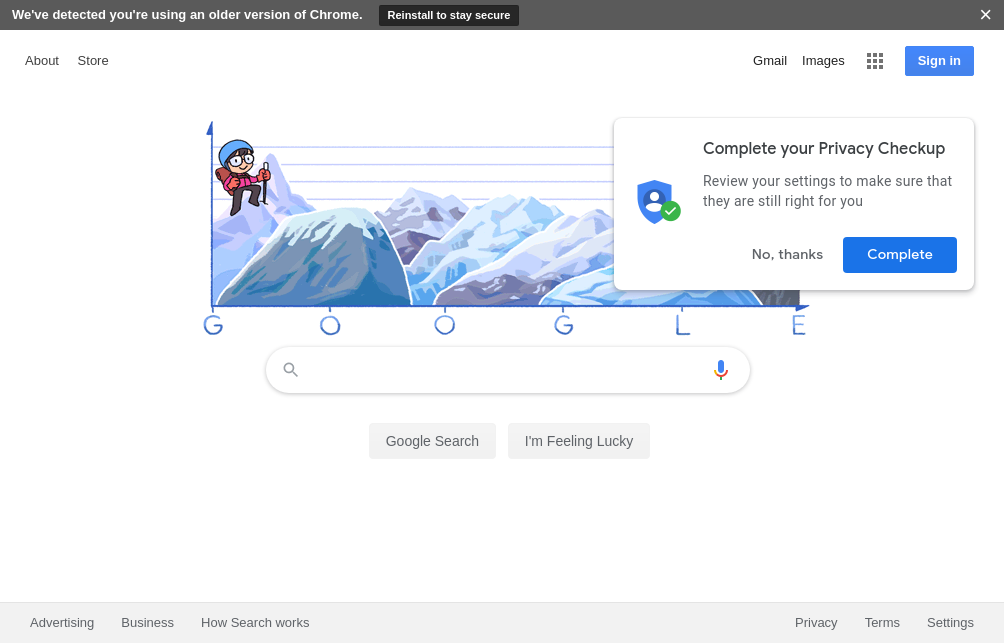 We've detected you're using an older version of Chrome. Reinstall to stay secure
About Store Gmail Images Sign in
Complete your Privacy Checkup
Review your settings to make sure that
they are still right for you
No, thanks Complete
G O O G L E
Google Search I'm Feeling Lucky
Advertising Business How Search works Privacy Terms Settings